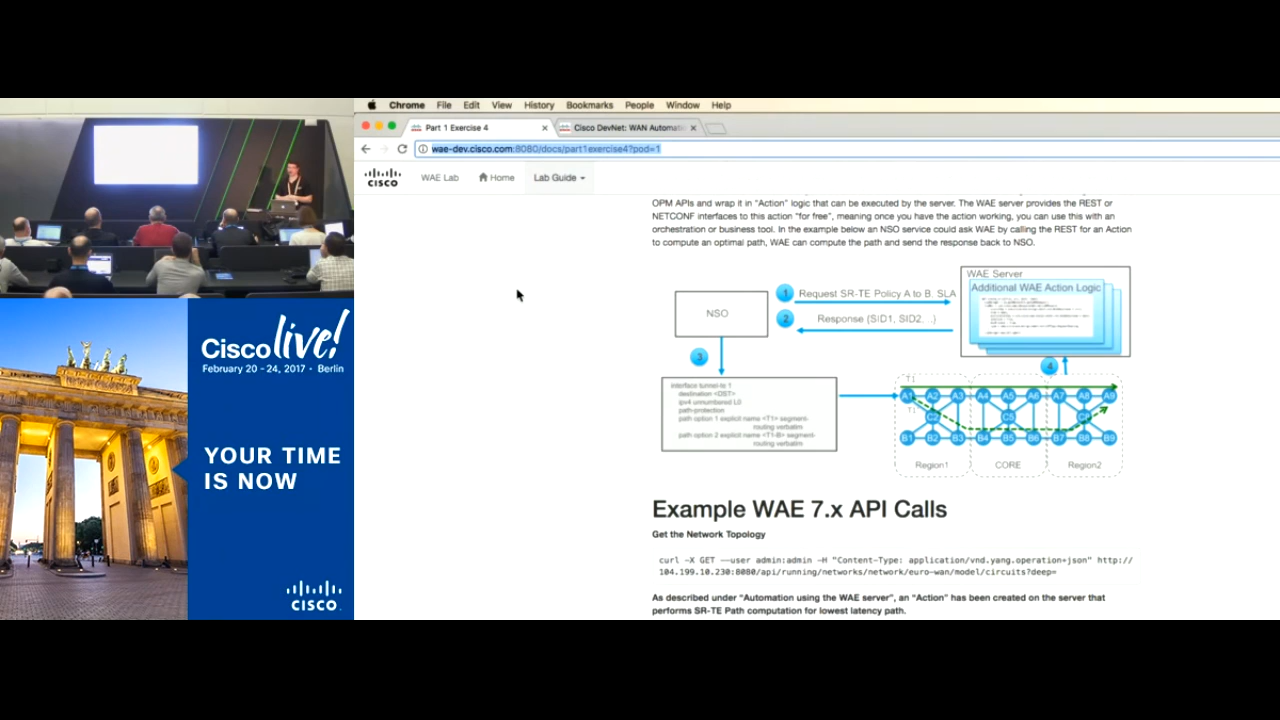 Chrome File Edit View History Bookmarks People Window Help
Part 1 Exercise 4
Cisco DevNet: WAN Automati
wae-dev.cisco.com:8080/docs/part1exercise4?pod=1
CISCO
WAE Lab
Home
Lab Guide
OPM APIs and wrap it in "Action" logic that can be executed by the server. The WAE server provides the REST or
NETCONF interfaces to this action "for free", meaning once you have the action working, you can use this with an
orchestration or business tool. In the example below an NSO service could ask WAE by calling the REST for an Action
to compute an optimal path, WAE can compute the path and send the response back to NSO.
WAE Server
Additional WAE Action Logic
NSO
1 Request SR-TE Policy A to B. SLA
2 Response (SID1, SID2. ..)
3
4
interface tunnel-te 1
destination <DST>
ipv4 unnumbered L0
path-protection
path option 1 explicit name <T1> segment-
routing verbatim
path option 2 explicit name <T1-B> segment-
routing verbatim
T1
A1 A2 A3 A4 A5 A6 A7 A8 A9
T1
C2 C5 C8
B1 B2 B3 B4 B5 B6 B7 B8 B9
Region1 CORE Region2
Example WAE 7.x API Calls
Get the Network Topology
curl -X GET --user admin:admin -H "Content-Type: application/vnd.yang.operation+json" http://
104.199.10.230:8080/api/running/networks/network/euro-wan/model/circuits?deep=
As described under "Automation using the WAE server", an "Action" has been created on the server that
performs SR-TE Path computation for lowest latency path.
Cisco live!
February 20 - 24, 2017 · Berlin
YOUR TIME
IS NOW
CISCO